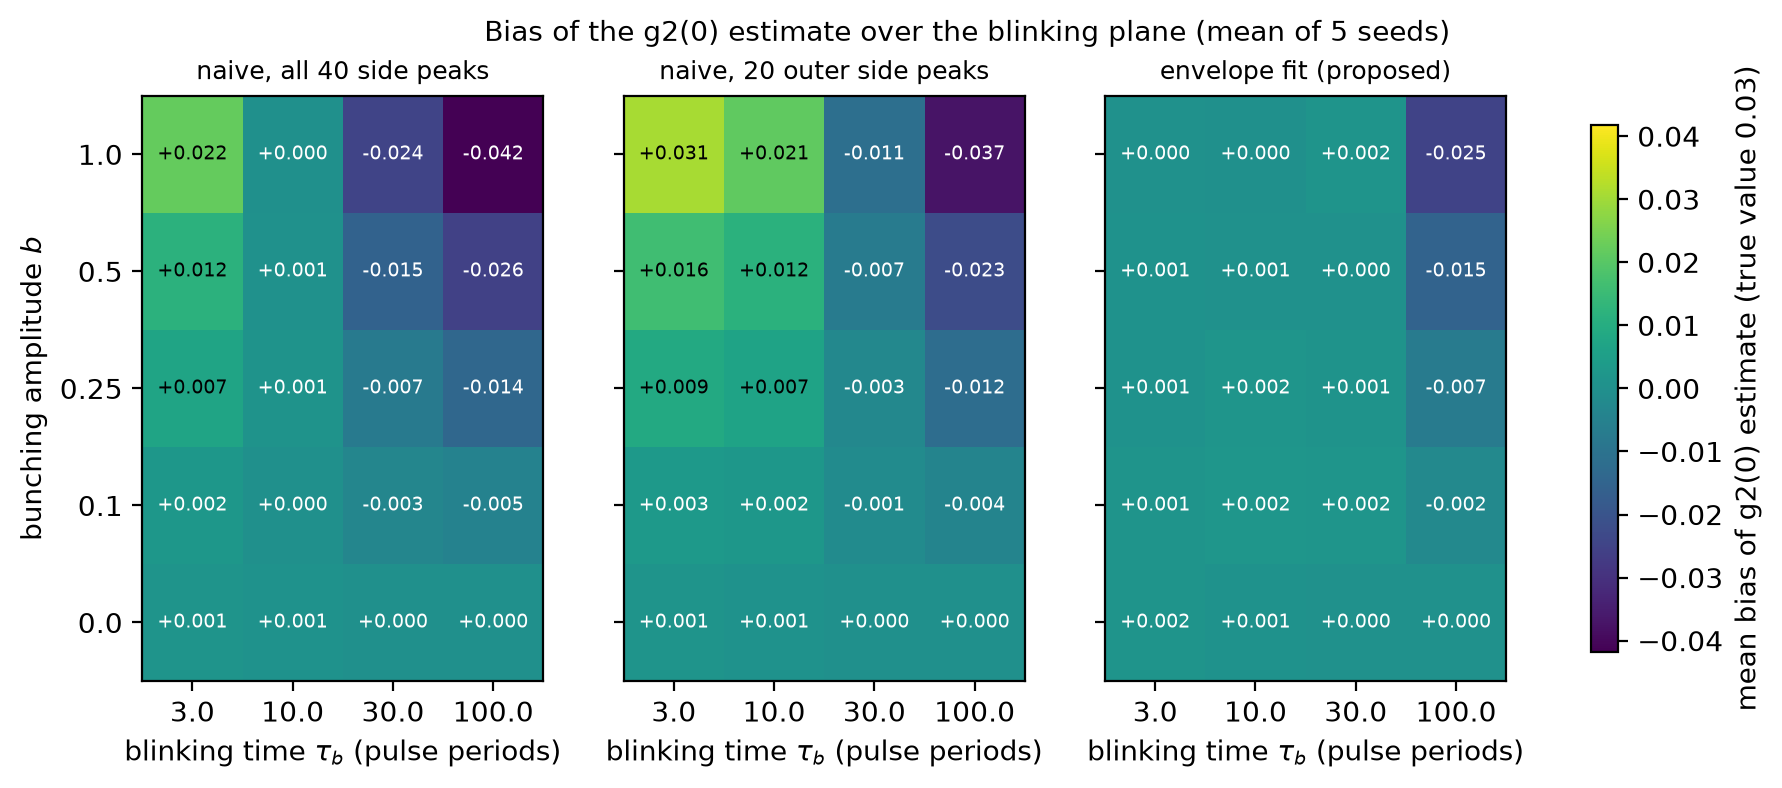 Bias of the g2(0) estimate over the blinking plane (mean of 5 seeds)
naive, all 40 side peaks
naive, 20 outer side peaks
envelope fit (proposed)
bunching amplitude b
1.0
0.5
0.25
0.1
0.0
+0.022 +0.000 -0.024 -0.042
+0.012 +0.001 -0.015 -0.026
+0.007 +0.001 -0.007 -0.014
+0.002 +0.000 -0.003 -0.005
+0.001 +0.001 +0.000 +0.000
3.0 10.0 30.0 100.0
blinking time τb (pulse periods)
+0.031 +0.021 -0.011 -0.037
+0.016 +0.012 -0.007 -0.023
+0.009 +0.007 -0.003 -0.012
+0.003 +0.002 -0.001 -0.004
+0.001 +0.001 +0.000 +0.000
3.0 10.0 30.0 100.0
blinking time τb (pulse periods)
+0.000 +0.000 +0.002 -0.025
+0.001 +0.001 +0.000 -0.015
+0.001 +0.002 +0.001 -0.007
+0.001 +0.002 +0.002 -0.002
+0.002 +0.001 +0.000 +0.000
3.0 10.0 30.0 100.0
blinking time τb (pulse periods)
0.04
0.03
0.02
0.01
0.00
−0.01
−0.02
−0.03
−0.04
mean bias of g2(0) estimate (true value 0.03)